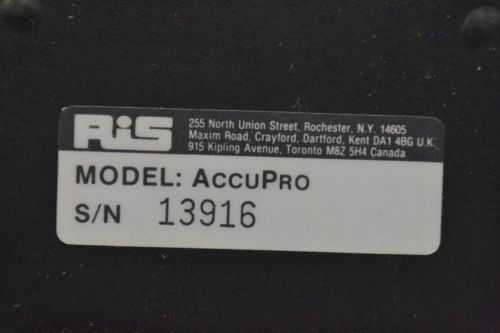 RIS
255 North Union Street, Rochester, N.Y. 14605
Maxim Road, Crayford, Dartford, Kent DA1 4BG U.K.
915 Kipling Avenue, Toronto M8Z 5H4 Canada
MODEL: ACCUPRO
S/N 13916